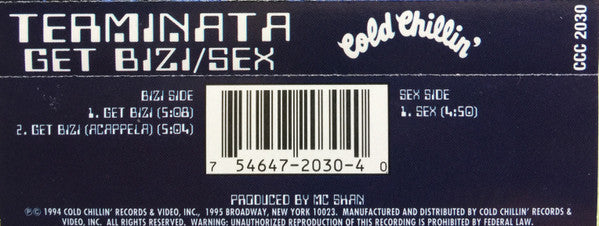 TERMINATA
GET BIZI/SEX
Cold Chillin'
CCC 2030
BIZI SIDE
1. GET BIZI (5:08)
2. GET BIZI (ACAPPELA) (5:04)
SEX SIDE
1. SEX (4:50)
7 54647-2030-4 0
PRODUCED BY MC SHAN
℗© 1994 COLD CHILLIN' RECORDS & VIDEO, INC., 1995 BROADWAY, NEW YORK 10023. MANUFACTURED AND DISTRIBUTED BY COLD CHILLIN' RECORDS &
VIDEO, INC. ALL RIGHTS RESERVED. WARNING: UNAUTHORIZED REPRODUCTION OF THIS RECORDING IS PROHIBITED BY FEDERAL LAW.